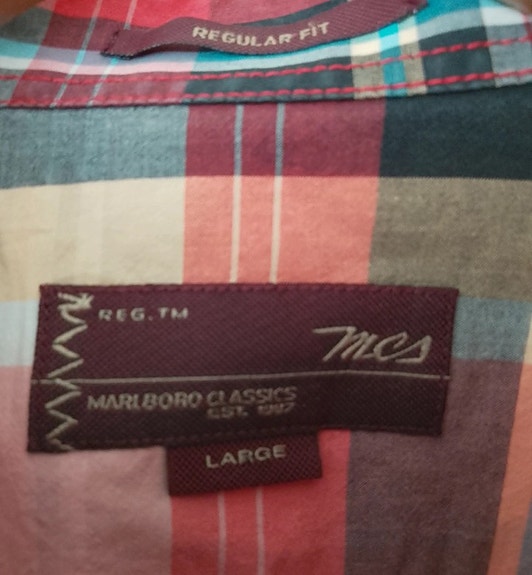 REGULAR FIT
REG.TM
mcs
MARLBORO CLASSICS
EST. 1987
LARGE